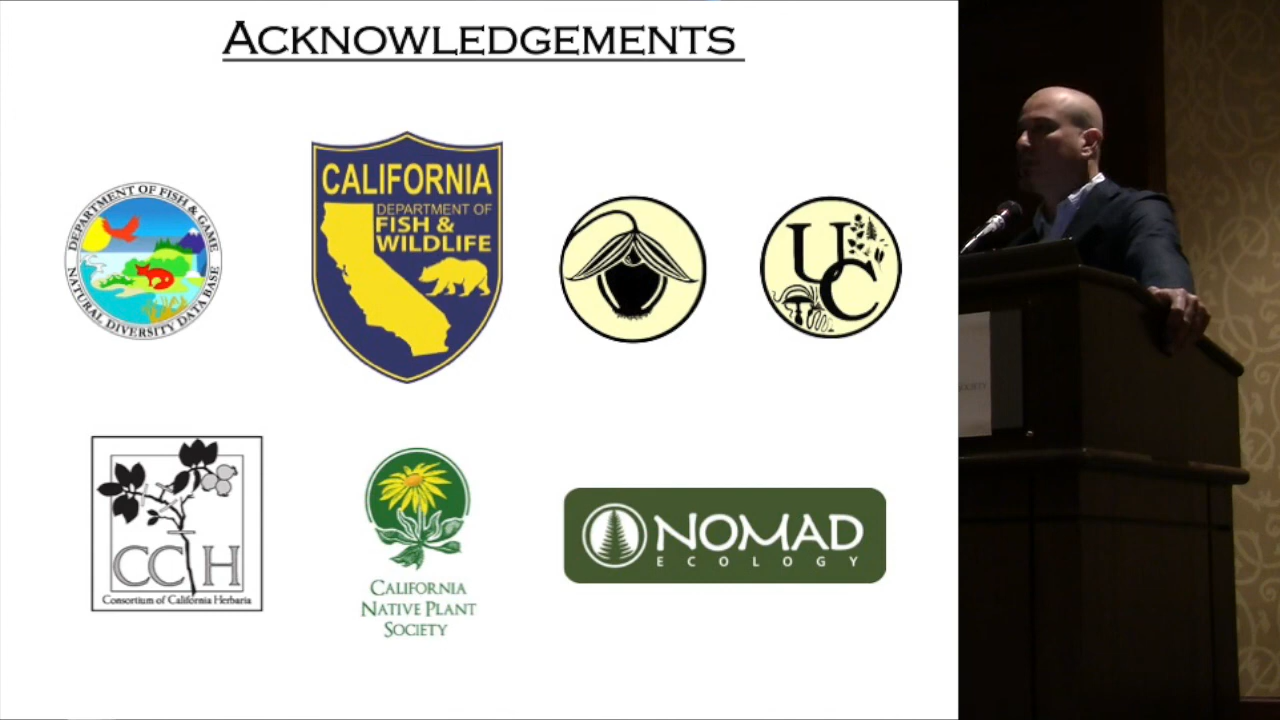 ACKNOWLEDGEMENTS
DEPARTMENT OF FISH & GAME
NATURAL DIVERSITY DATA BASE
CALIFORNIA
DEPARTMENT OF
FISH &
WILDLIFE
UC
CCH
Consortium of California Herbaria
CALIFORNIA
NATIVE PLANT
SOCIETY
NOMAD
ECOLOGY
SOCIETY